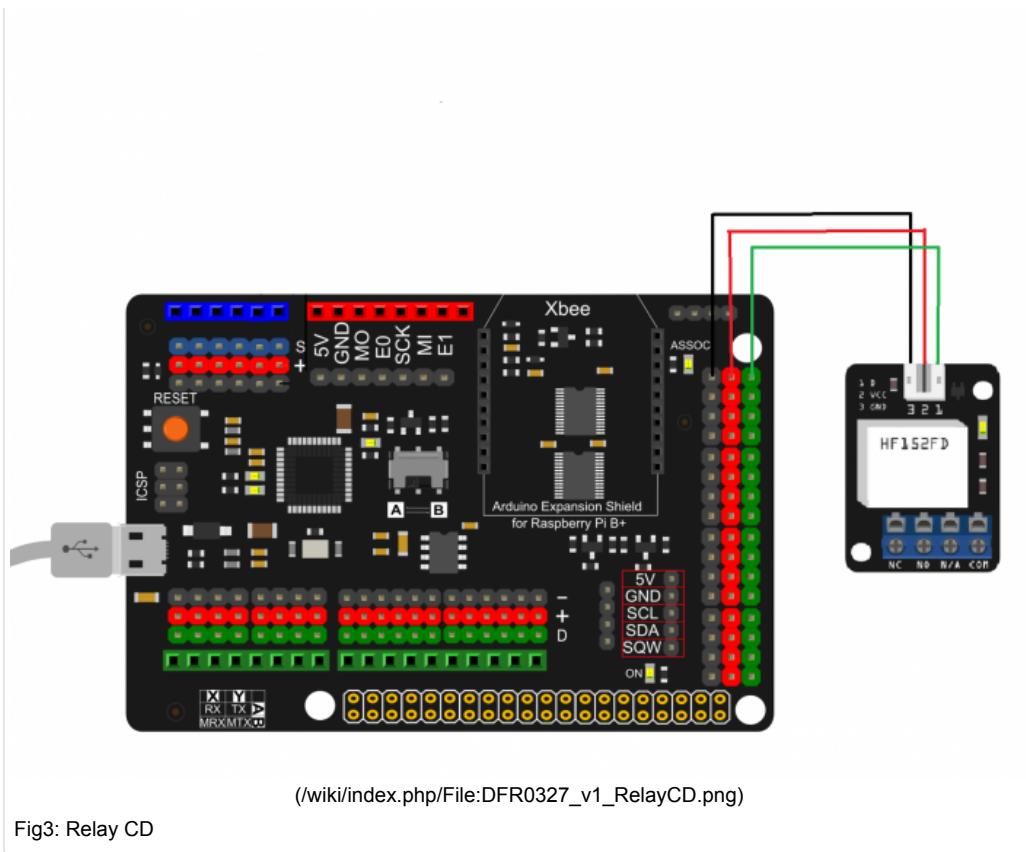 Xbee
S
+
5V
GND
MO
E0
SCK
MI
E1
ASSOC
RESET
ICSP
A B
Arduino Expansion Shield
for Raspberry Pi B+
1 D
2 VCC
3 GND
3 2 1
HF152FD
NC NO N/A COM
-
+
D
5V
GND
SCL
SDA
SQW
ON
X Y
RX TX
MRX MTX
A B
(/wiki/index.php/File:DFR0327_v1_RelayCD.png)
Fig3: Relay CD